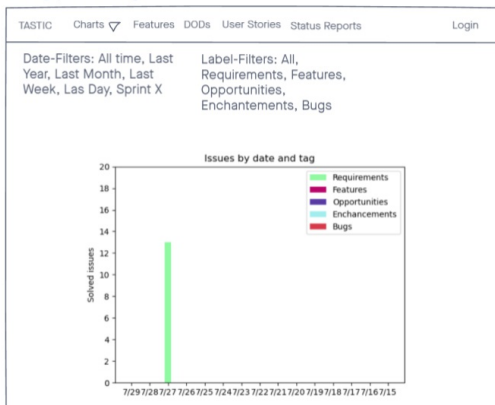 TASTIC Charts Features DODs User Stories Status Reports Login
Date-Filters: All time, Last
Year, Last Month, Last
Week, Las Day, Sprint X
Label-Filters: All,
Requirements, Features,
Opportunities,
Enchantements, Bugs
Issues by date and tag
Requirements
Features
Opportunities
Enchancements
Bugs
Solved issues
20
18
16
14
12
10
8
6
4
2
0
7/29 7/28 7/27 7/26 7/25 7/24 7/23 7/22 7/21 7/20 7/19 7/18 7/17 7/16 7/15